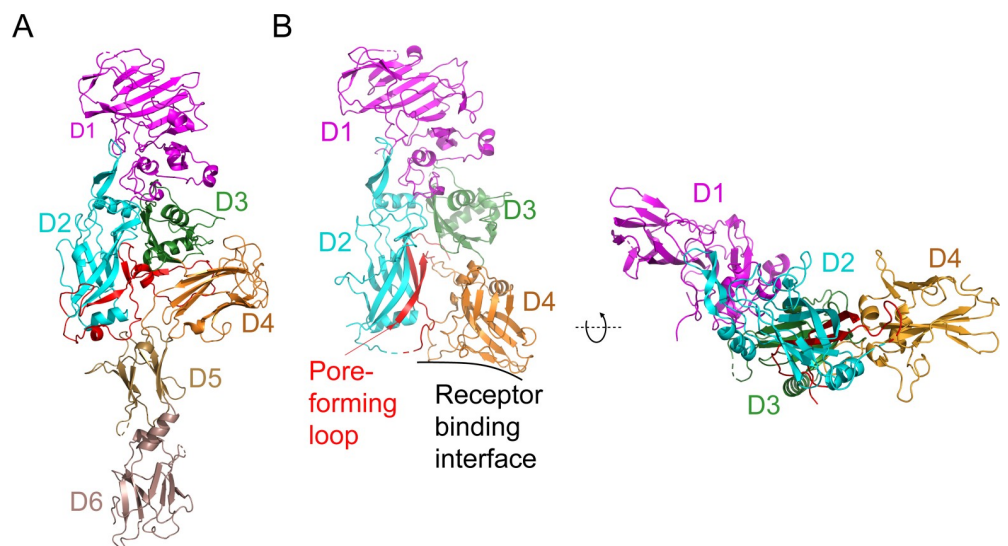 A
D1
D2
D3
D4
D5
D6
B
D1
D2
D3
D4
Pore-
forming
loop
Receptor
binding
interface
D1
D2
D4
D3